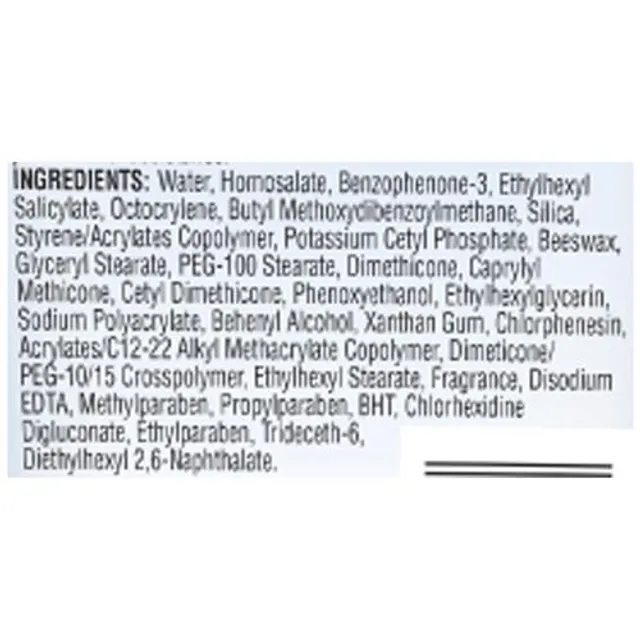 INGREDIENTS: Water, Homosalate, Benzophenone-3, Ethylhexyl
Salicylate, Octocrylene, Butyl Methoxydibenzoylmethane, Silica,
Styrene/Acrylates Copolymer, Potassium Cetyl Phosphate, Beeswax,
Glyceryl Stearate, PEG-100 Stearate, Dimethicone, Caprylyl
Methicone, Cetyl Dimethicone, Phenoxyethanol, Ethylhexylglycerin,
Sodium Polyacrylate, Behenyl Alcohol, Xanthan Gum, Chlorphenesin,
Acrylates/C12-22 Alkyl Methacrylate Copolymer, Dimeticone/
PEG-10/15 Crosspolymer, Ethylhexyl Stearate, Fragrance, Disodium
EDTA, Methylparaben, Propylparaben, BHT, Chlorhexidine
Digluconate, Ethylparaben, Trideceth-6,
Diethylhexyl 2,6-Naphthalate.